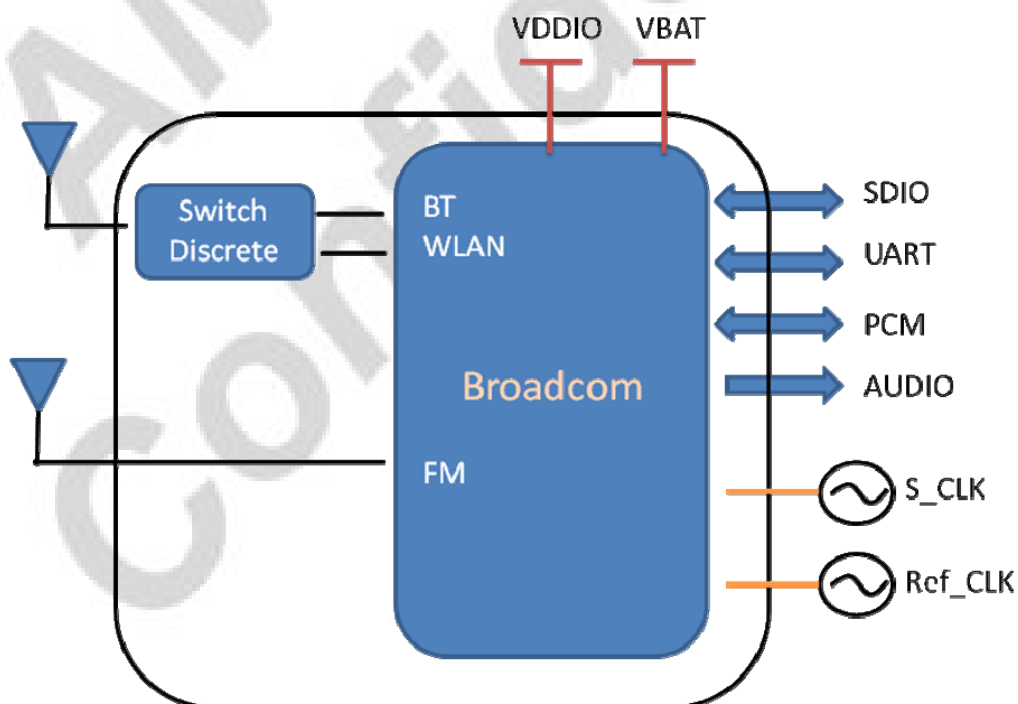 VDDIO VBAT
Switch
Discrete
BT
WLAN
Broadcom
FM
SDIO
UART
PCM
AUDIO
S_CLK
Ref_CLK